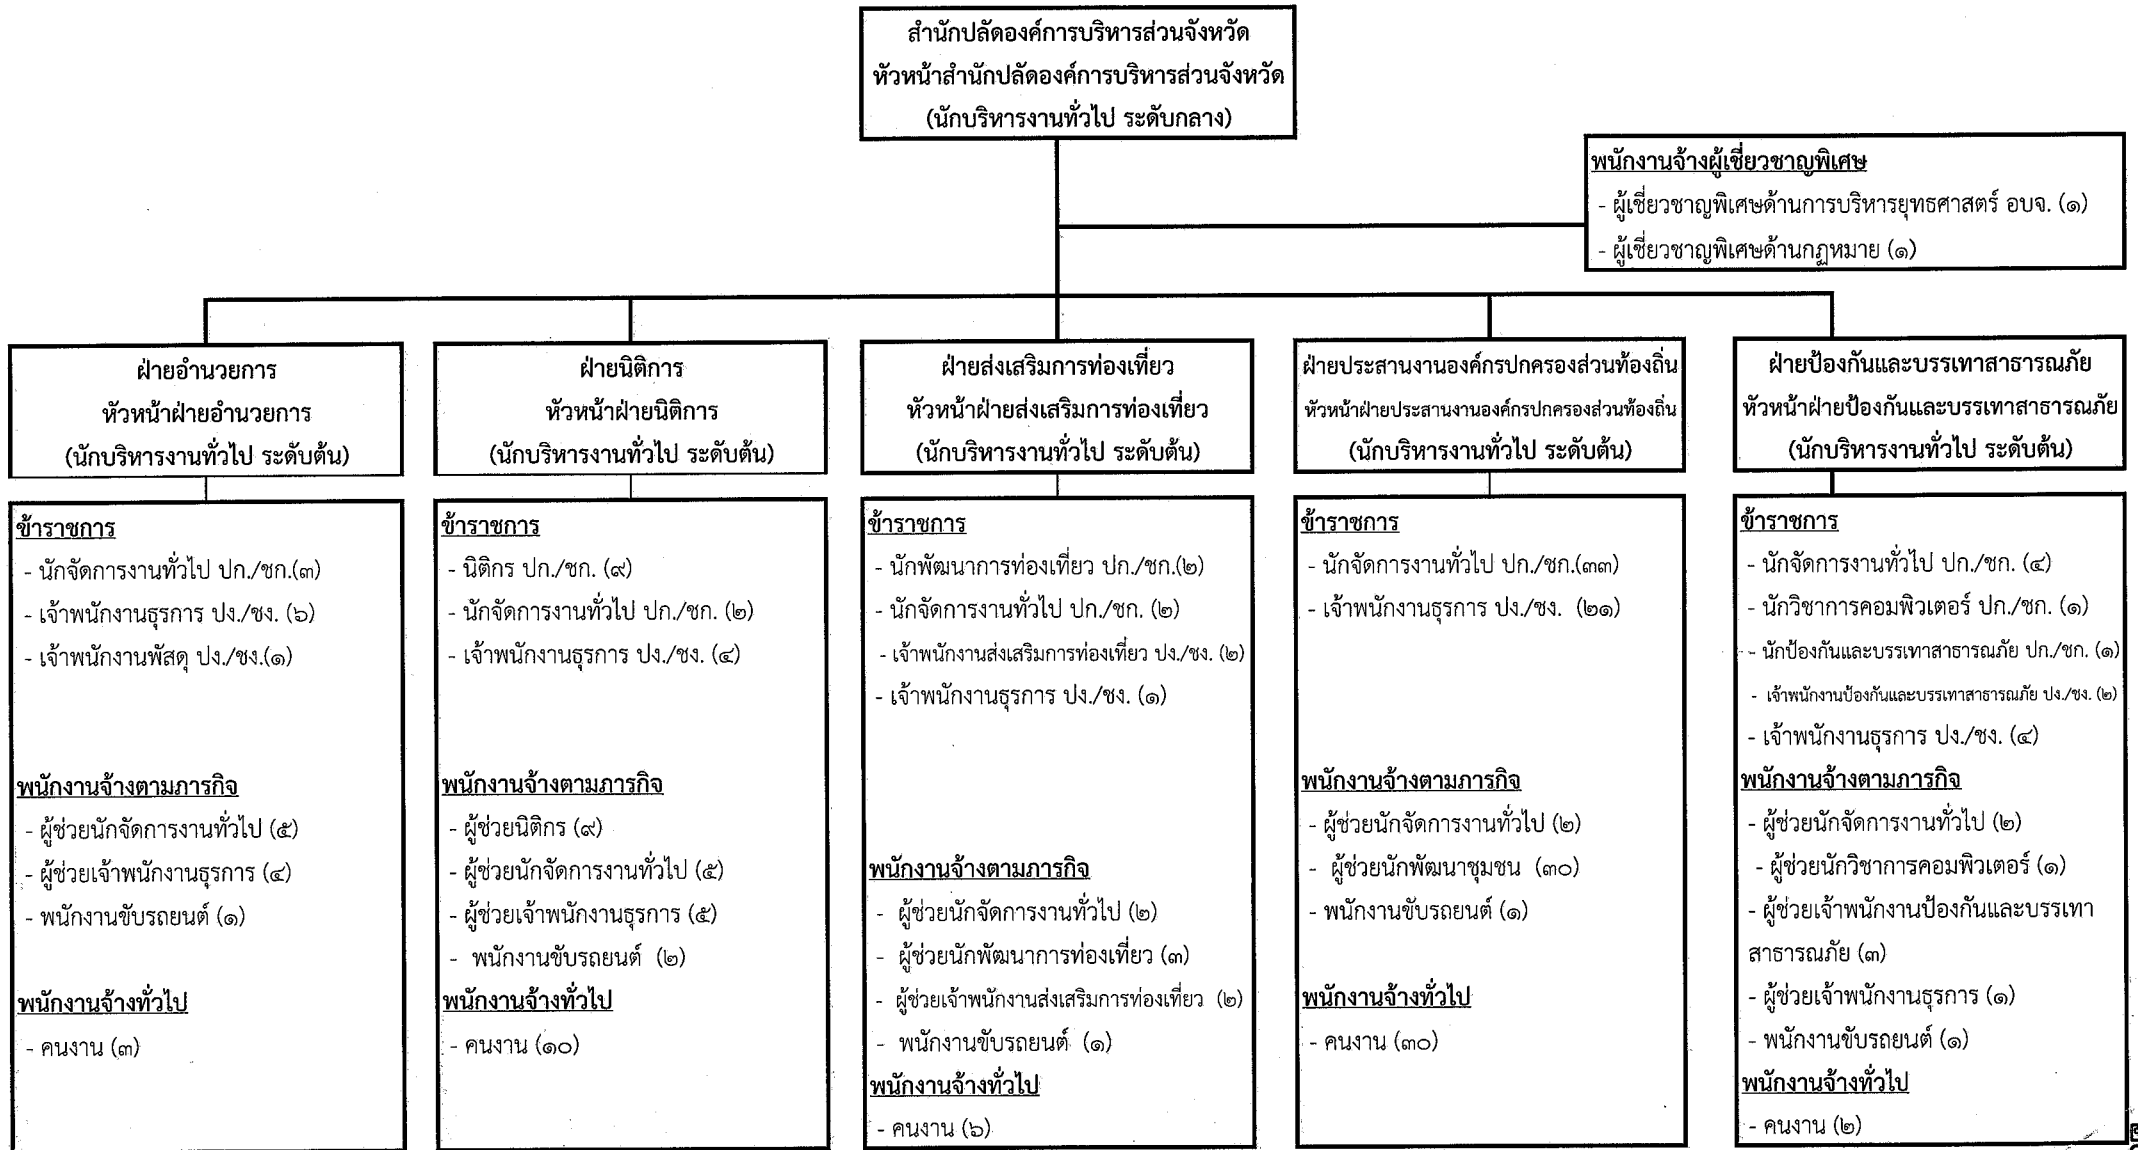 สำนักปลัดองค์การบริหารส่วนจังหวัด
หัวหน้าสำนักปลัดองค์การบริหารส่วนจังหวัด
(นักบริหารงานทั่วไป ระดับกลาง)
พนักงานจ้างผู้เชี่ยวชาญพิเศษ
- ผู้เชี่ยวชาญพิเศษด้านการบริหารยุทธศาสตร์ อบจ. (๑)
- ผู้เชี่ยวชาญพิเศษด้านกฎหมาย (๑)
ฝ่ายอำนวยการ
หัวหน้าฝ่ายอำนวยการ
(นักบริหารงานทั่วไป ระดับต้น)
ข้าราชการ
- นักจัดการงานทั่วไป ปก./ชก.(๓)
- เจ้าพนักงานธุรการ ปง./ชง. (๖)
- เจ้าพนักงานพัสดุ ปง./ชง.(๑)
พนักงานจ้างตามภารกิจ
- ผู้ช่วยนักจัดการงานทั่วไป (๕)
- ผู้ช่วยเจ้าพนักงานธุรการ (๔)
- พนักงานขับรถยนต์ (๑)
พนักงานจ้างทั่วไป
- คนงาน (๓)
ฝ่ายนิติการ
หัวหน้าฝ่ายนิติการ
(นักบริหารงานทั่วไป ระดับต้น)
ข้าราชการ
- นิติกร ปก./ชก. (๙)
- นักจัดการงานทั่วไป ปก./ชก. (๒)
- เจ้าพนักงานธุรการ ปง./ชง. (๔)
พนักงานจ้างตามภารกิจ
- ผู้ช่วยนิติกร (๙)
- ผู้ช่วยนักจัดการงานทั่วไป (๕)
- ผู้ช่วยเจ้าพนักงานธุรการ (๕)
- พนักงานขับรถยนต์ (๒)
พนักงานจ้างทั่วไป
- คนงาน (๑๐)
ฝ่ายส่งเสริมการท่องเที่ยว
หัวหน้าฝ่ายส่งเสริมการท่องเที่ยว
(นักบริหารงานทั่วไป ระดับต้น)
ข้าราชการ
- นักพัฒนาการท่องเที่ยว ปก./ชก.(๒)
- นักจัดการงานทั่วไป ปก./ชก. (๒)
- เจ้าพนักงานส่งเสริมการท่องเที่ยว ปง./ชง. (๒)
- เจ้าพนักงานธุรการ ปง./ชง. (๑)
พนักงานจ้างตามภารกิจ
- ผู้ช่วยนักจัดการงานทั่วไป (๒)
- ผู้ช่วยนักพัฒนาการท่องเที่ยว (๓)
- ผู้ช่วยเจ้าพนักงานส่งเสริมการท่องเที่ยว (๒)
- พนักงานขับรถยนต์ (๑)
พนักงานจ้างทั่วไป
- คนงาน (๖)
ฝ่ายประสานงานองค์กรปกครองส่วนท้องถิ่น
หัวหน้าฝ่ายประสานงานองค์กรปกครองส่วนท้องถิ่น
(นักบริหารงานทั่วไป ระดับต้น)
ข้าราชการ
- นักจัดการงานทั่วไป ปก./ชก.(๓๓)
- เจ้าพนักงานธุรการ ปง./ชง. (๒๑)
พนักงานจ้างตามภารกิจ
- ผู้ช่วยนักจัดการงานทั่วไป (๒)
- ผู้ช่วยนักพัฒนาชุมชน (๓๐)
- พนักงานขับรถยนต์ (๑)
พนักงานจ้างทั่วไป
- คนงาน (๓๐)
ฝ่ายป้องกันและบรรเทาสาธารณภัย
หัวหน้าฝ่ายป้องกันและบรรเทาสาธารณภัย
(นักบริหารงานทั่วไป ระดับต้น)
ข้าราชการ
- นักจัดการงานทั่วไป ปก./ชก. (๔)
- นักวิชาการคอมพิวเตอร์ ปก./ชก. (๑)
- นักป้องกันและบรรเทาสาธารณภัย ปก./ชก. (๑)
- เจ้าพนักงานป้องกันและบรรเทาสาธารณภัย ปง./ชง. (๒)
- เจ้าพนักงานธุรการ ปง./ชง. (๔)
พนักงานจ้างตามภารกิจ
- ผู้ช่วยนักจัดการงานทั่วไป (๒)
- ผู้ช่วยนักวิชาการคอมพิวเตอร์ (๑)
- ผู้ช่วยเจ้าพนักงานป้องกันและบรรเทา
สาธารณภัย (๓)
- ผู้ช่วยเจ้าพนักงานธุรการ (๑)
- พนักงานขับรถยนต์ (๑)
พนักงานจ้างทั่วไป
- คนงาน (๒)